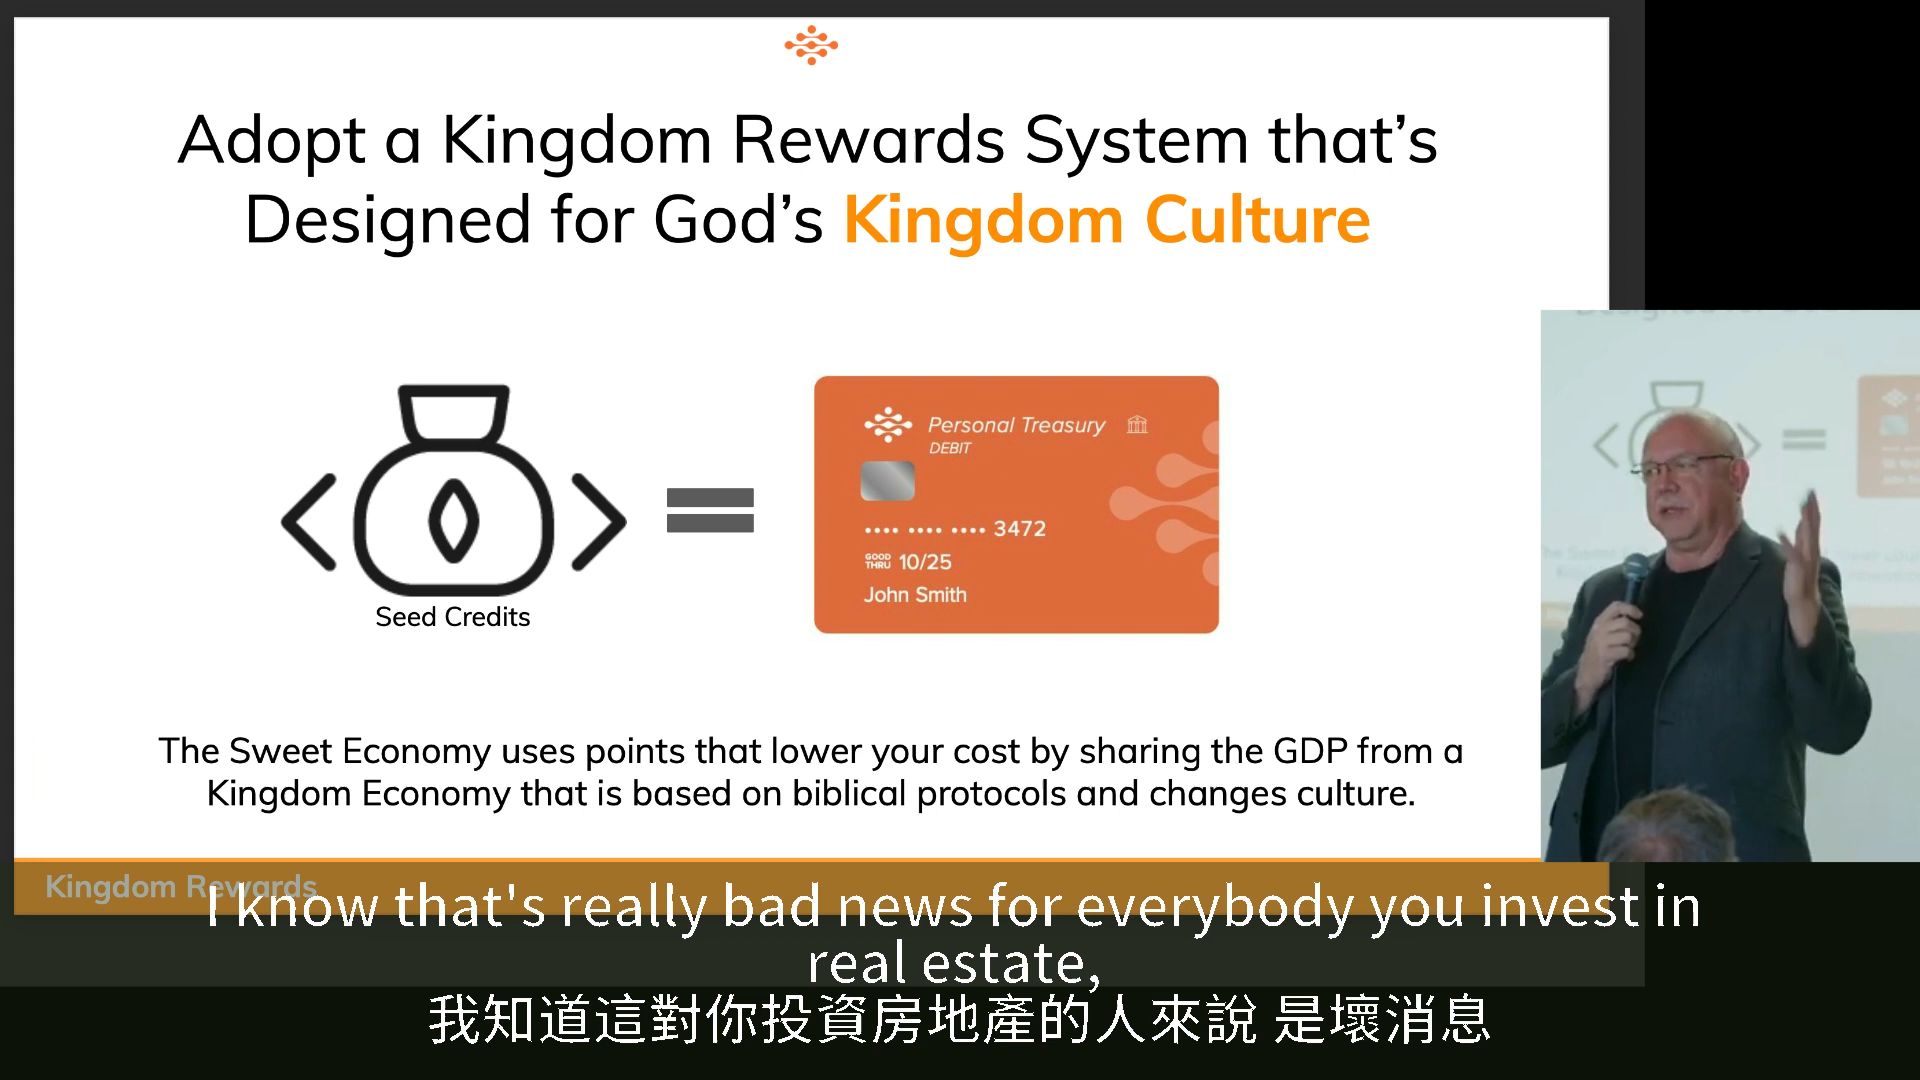 Adopt a Kingdom Rewards System that's
Designed for God's Kingdom Culture
Personal Treasury
DEBIT
•••• •••• •••• 3472
GOOD
THRU 10/25
John Smith
Seed Credits
The Sweet Economy uses points that lower your cost by sharing the GDP from a
Kingdom Economy that is based on biblical protocols and changes culture.
Kingdom Rewards
I know that's really bad news for everybody you invest in
real estate,
我知道這對你投資房地產的人來說 是壞消息